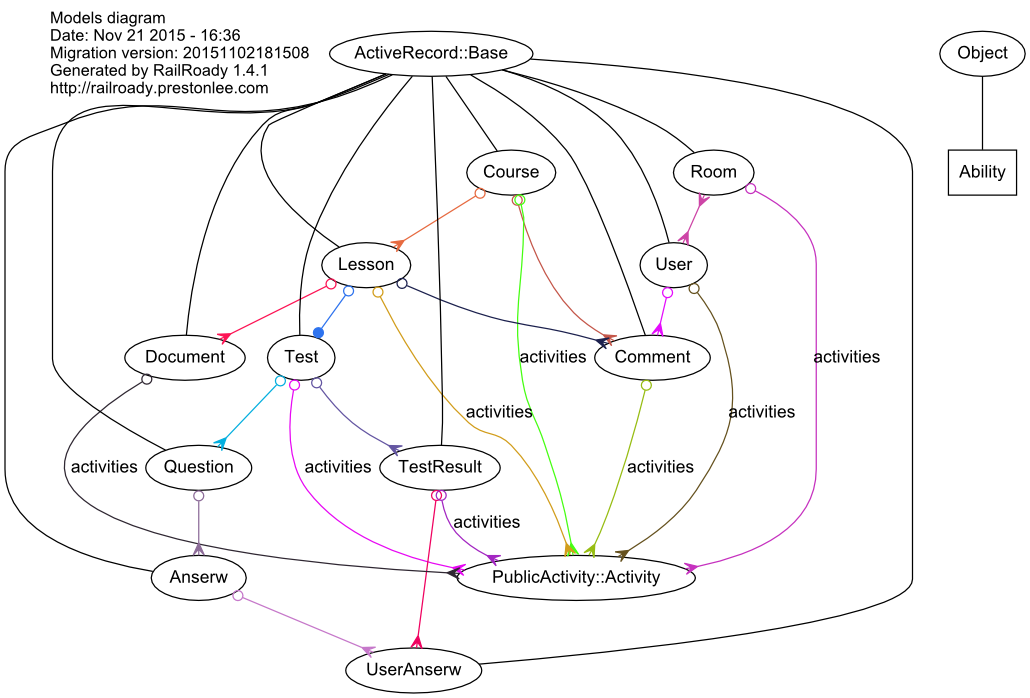 Models diagram
Date: Nov 21 2015 - 16:36
Migration version: 20151102181508
Generated by RailRoady 1.4.1
http://railroady.prestonlee.com
ActiveRecord::Base
Object
Course
Room
Ability
Lesson
User
Document
Test
activities
Comment
activities
activities
activities
activities
Question
activities
TestResult
activities
activities
Anserw
PublicActivity::Activity
UserAnserw